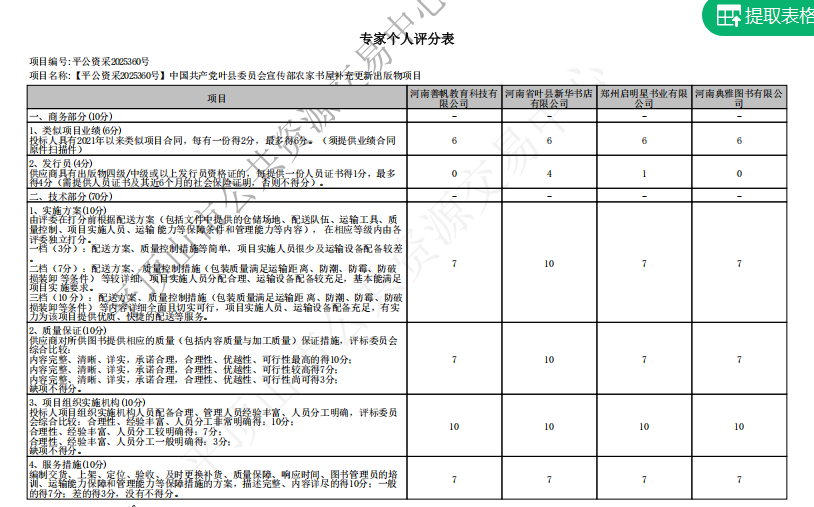 提取表格
专家个人评分表
项目编号:平公资采2025360号
项目名称:【平公资采2025360号】中国共产党叶县委员会宣传部农家书屋补充更新出版物项目
项目 河南善帆教育科技有限公司 河南省叶县新华书店有限公司 郑州启明星书业有限公司 河南典雅图书有限公司
一、商务部分(10分) - - - -
1、类似项目业绩(6分)
投标人具有2021年以来类似项目合同，每有一份得2分，最多得6分。（须提供业绩合同
原件扫描件） 6 6 6 6
2、发行员(4分)
供应商具有出版物四级/中级或以上发行员资格证的，每提供一份人员证书得1分，最多
得4分（需提供人员证书及其近6个月的社会保险证明，否则不得分）。 0 4 1 0
二、技术部分(70分) - - - -
1、实施方案(10分)
由评委在打分前根据配送方案（包括文件中提供的仓储场地、配送队伍、运输工具、质
量控制、项目实施人员、运输 能力等保障条件和管理能力等内容），在相应等级内由各
评委独立打分。
一档（3分）：配送方案、质量控制措施等简单，项目实施人员很少及运输设备配备较差
。
二档（7分）：配送方案、质量控制措施（包装质量满足运输距 离、防潮、防霉、防破
损装卸 等条件） 等较详细，项目实施人员分配合理、运输设备配备较充足，基本能满足
项目实 施要求。
三档（10 分）：配送方案、质量控制措施（包装质量满足运输距 离、防潮、防霉、防破
损装卸 等条件） 等内容详细全面且切实可行，项目实施人员、运输设备配备充足，有实
力为该项目提供优质、快捷的配送等服务。 7 10 7 7
2、质量保证(10分)
供应商对所供图书提供相应的质量（包括内容质量与加工质量）保证措施，评标委员会
综合比较:
内容完整、清晰、详实，承诺合理，合理性、优越性、可行性最高的得10分；
内容完整、清晰、详实，承诺合理，合理性、优越性、可行性较高得7分；
内容完整、清晰、详实，承诺合理，合理性、优越性、可行性尚可得3分；
缺项不得分。 7 10 7 7
3、项目组织实施机构(10分)
投标人项目组织实施机构人员配备合理、管理人员经验丰富、人员分工明确，评标委员
会综合比较：合理性、经验丰富、人员分工非常明确得：10分；
合理性、经验丰富、人员分工较明确得：7分；
合理性、经验丰富、人员分工一般明确得：3分；
缺项不得分。 10 10 10 10
4、服务措施(10分)
编制交货、上架、定位、验收、及时更换补货、质量保障、响应时间、图书管理员的培
训、运输能力保障和管理能力等保障措施的方案，描述完整、内容详尽的得10分；一般
的得7分；差的得3分，没有不得分。 7 7 7 7
平顶山市公共资源交易中心
平顶山市公共资源交易中心